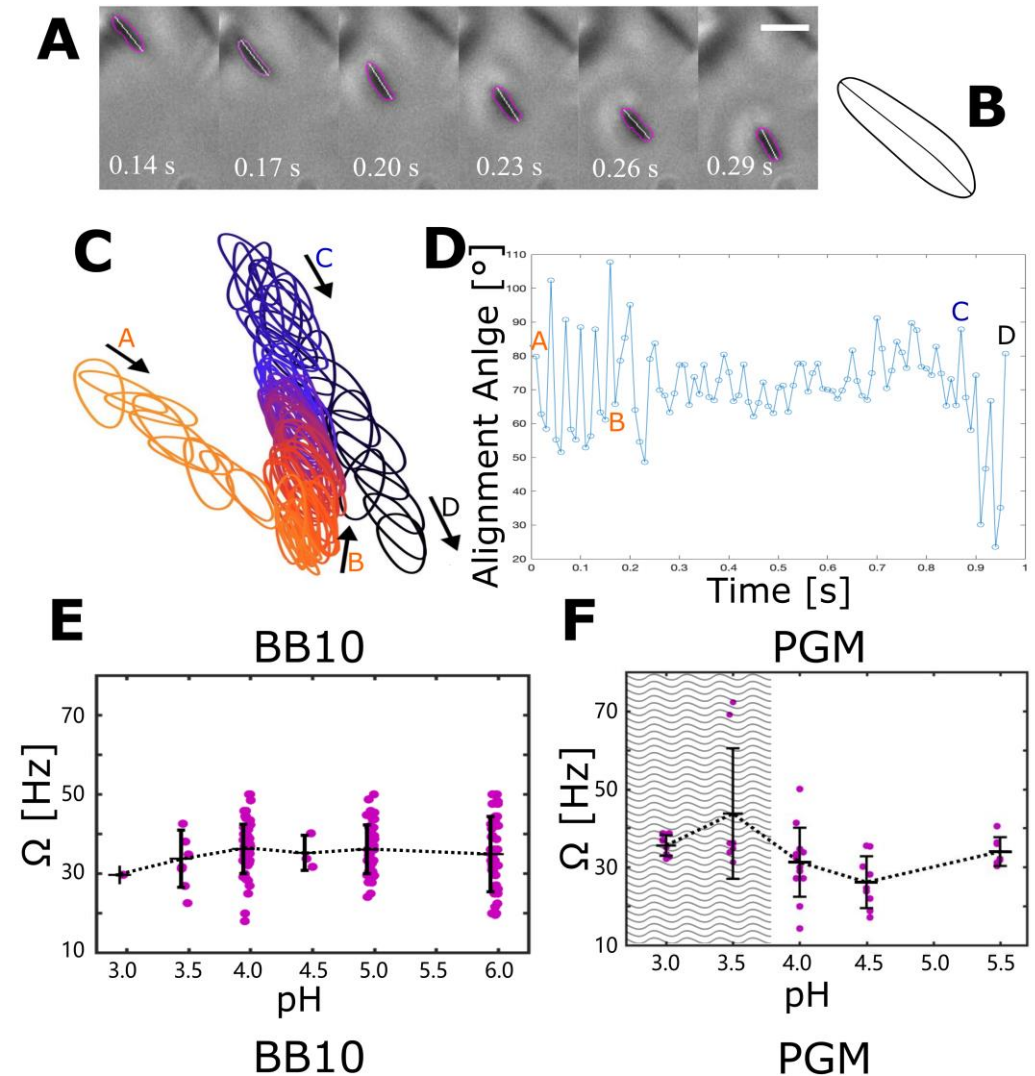 A
0.14 s 0.17 s 0.20 s 0.23 s 0.26 s 0.29 s
B
C
A
C
B
D
D
Alignment Anlge [°]
110
100
90
80
70
60
50
40
30
20
A
B
C
D
0 0.1 0.2 0.3 0.4 0.5 0.6 0.7 0.8 0.9 1
Time [s]
E
BB10
Ω [Hz]
70
50
30
10
3.0 3.5 4.0 4.5 5.0 5.5 6.0
pH
BB10
F
PGM
Ω [Hz]
70
50
30
10
3.0 3.5 4.0 4.5 5.0 5.5
pH
PGM